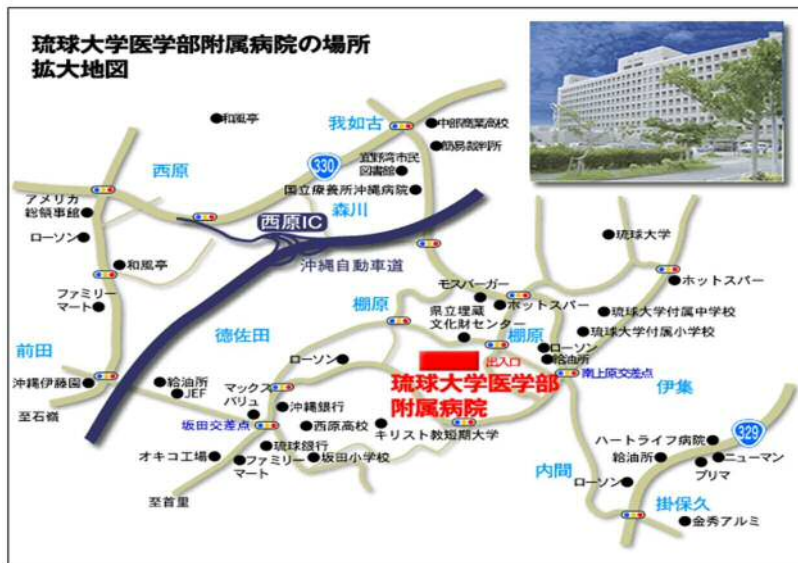 琉球大学医学部附属病院の場所
拡大地図
和風亭
我如古
中部商業高校
簡易裁判所
西原
330
宜野湾市民
図書館
国立療養所沖縄病院
アメリカ
総領事館
森川
西原IC
ローソン
沖縄自動車道
琉球大学
和風亭
ホットスパー
モスバーガー
ファミリー
マート
棚原
ホットスパー
県立埋蔵
文化財センター
琉球大学付属中学校
琉球大学付属小学校
前田
徳佐田
棚原
ローソン
給油所
ローソン
出入口
南上原交差点
沖縄伊藤園
給油所
JEF
マックス
バリュ
琉球大学医学部
附属病院
伊集
至石嶺
沖縄銀行
坂田交差点
西原高校
キリスト教短期大学
329
琉球銀行
ハートライフ病院
オキコ工場
ファミリー
マート
坂田小学校
内間
給油所
ニューマン
プリマ
ローソン
掛保久
至首里
金秀アルミ